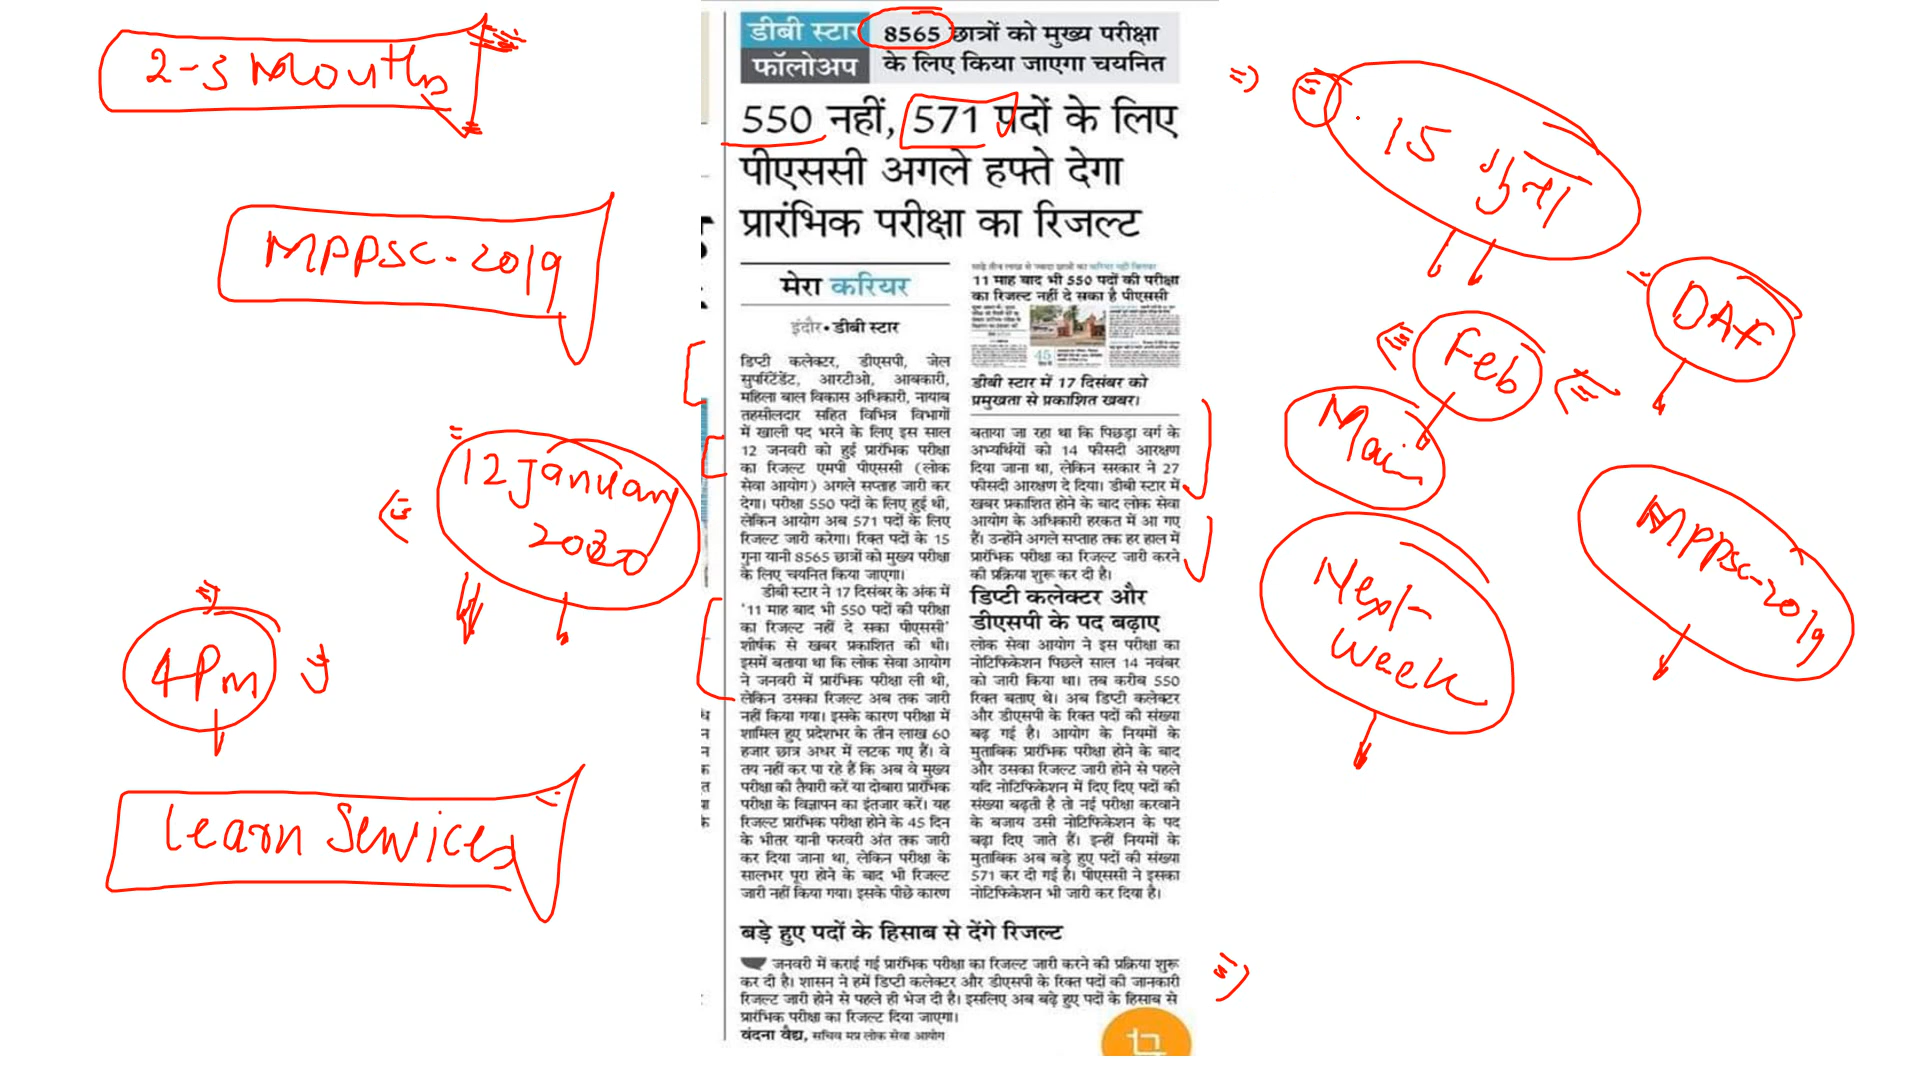 2-3 Months
MPPSC-2019
12 January
2020
4 Pm
Learn Services
डीबी स्टार
फॉलोअप
8565 छात्रों को मुख्य परीक्षा
के लिए किया जाएगा चयनित
550 नहीं, 571 पदों के लिए
पीएससी अगले हफ्ते देगा
प्रारंभिक परीक्षा का रिजल्ट
मेरा करियर
इंदौर • डीबी स्टार
डिप्टी कलेक्टर, डीएसपी, जेल
सुपरिंटेंडेंट, आरटीओ, आबकारी,
महिला बाल विकास अधिकारी, नायाब
तहसीलदार सहित विभिन्न विभागों
में खाली पद भरने के लिए इस साल
12 जनवरी को हुई प्रारंभिक परीक्षा
का रिजल्ट एमपी पीएससी (लोक
सेवा आयोग) अगले सप्ताह जारी कर
देगा। परीक्षा 550 पदों के लिए हुई थी,
लेकिन आयोग अब 571 पदों के लिए
रिजल्ट जारी करेगा। रिक्त पदों के 15
गुना यानी 8565 छात्रों को मुख्य परीक्षा
के लिए चयनित किया जाएगा।
डीबी स्टार ने 17 दिसंबर के अंक में
'11 माह बाद भी 550 पदों की परीक्षा
का रिजल्ट नहीं दे सका पीएससी'
शीर्षक से खबर प्रकाशित की थी।
इसमें बताया था कि लोक सेवा आयोग
ने जनवरी में प्रारंभिक परीक्षा ली थी,
लेकिन उसका रिजल्ट अब तक जारी
नहीं किया गया। इसके कारण परीक्षा में
शामिल हुए प्रदेशभर के तीन लाख 60
हजार छात्र अधर में लटक गए हैं। वे
तय नहीं कर पा रहे हैं कि अब वे मुख्य
परीक्षा की तैयारी करें या दोबारा प्रारंभिक
परीक्षा के विज्ञापन का इंतजार करें। यह
रिजल्ट प्रारंभिक परीक्षा होने के 45 दिन
के भीतर यानी फरवरी अंत तक जारी
कर दिया जाना था, लेकिन परीक्षा के
सालभर पूरा होने के बाद भी रिजल्ट
जारी नहीं किया गया। इसके पीछे कारण
11 माह बाद भी 550 पदों की परीक्षा
का रिजल्ट नहीं दे सका है पीएससी
45
डीबी स्टार में 17 दिसंबर को
प्रमुखता से प्रकाशित खबर।
बताया जा रहा था कि पिछड़ा वर्ग के
अभ्यर्थियों को 14 फीसदी आरक्षण
दिया जाना था, लेकिन सरकार ने 27
फीसदी आरक्षण दे दिया। डीबी स्टार में
खबर प्रकाशित होने के बाद लोक सेवा
आयोग के अधिकारी हरकत में आ गए
हैं। उन्होंने अगले सप्ताह तक हर हाल में
प्रारंभिक परीक्षा का रिजल्ट जारी करने
की प्रक्रिया शुरू कर दी है।
डिप्टी कलेक्टर और
डीएसपी के पद बढ़ाए
लोक सेवा आयोग ने इस परीक्षा का
नोटिफिकेशन पिछले साल 14 नवंबर
को जारी किया था। तब करीब 550
रिक्त बताए थे। अब डिप्टी कलेक्टर
और डीएसपी के रिक्त पदों की संख्या
बढ़ गई है। आयोग के नियमों के
मुताबिक प्रारंभिक परीक्षा होने के बाद
और उसका रिजल्ट जारी होने से पहले
यदि नोटिफिकेशन में दिए दिए पदों की
संख्या बढ़ती है तो नई परीक्षा करवाने
के बजाय उसी नोटिफिकेशन के पद
बढ़ा दिए जाते हैं। इन्हीं नियमों के
मुताबिक अब बड़े हुए पदों की संख्या
571 कर दी गई है। पीएससी ने इसका
नोटिफिकेशन भी जारी कर दिया है।
बड़े हुए पदों के हिसाब से देंगे रिजल्ट
जनवरी में कराई गई प्रारंभिक परीक्षा का रिजल्ट जारी करने की प्रक्रिया शुरू
कर दी है। शासन ने हमें डिप्टी कलेक्टर और डीएसपी के रिक्त पदों की जानकारी
रिजल्ट जारी होने से पहले ही भेज दी है। इसलिए अब बढ़े हुए पदों के हिसाब से
प्रारंभिक परीक्षा का रिजल्ट दिया जाएगा।
वंदना वैद्य, सचिव मप्र लोक सेवा आयोग
15 गुना
DAF
Feb
Main
MPPSC-2019
Next
Week